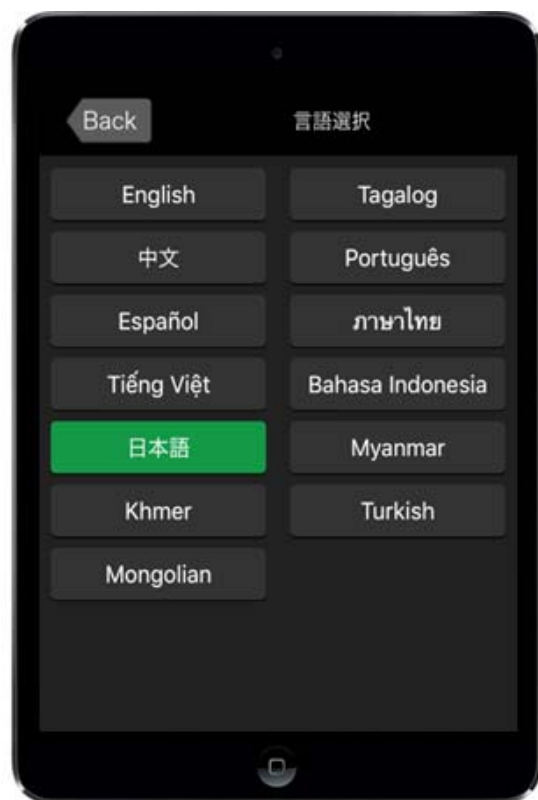 Back
言語選択
English
Tagalog
中文
Português
Español
ภาษาไทย
Tiếng Việt
Bahasa Indonesia
日本語
Myanmar
Khmer
Turkish
Mongolian